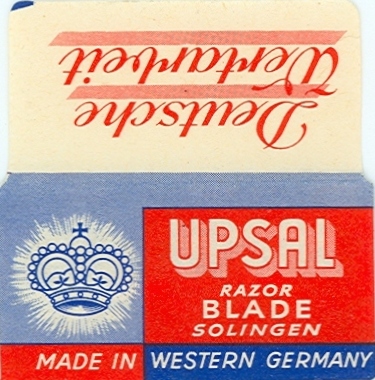 Deutsche
Wertarbeit
UPSAL
RAZOR
BLADE
SOLINGEN
MADE IN WESTERN GERMANY